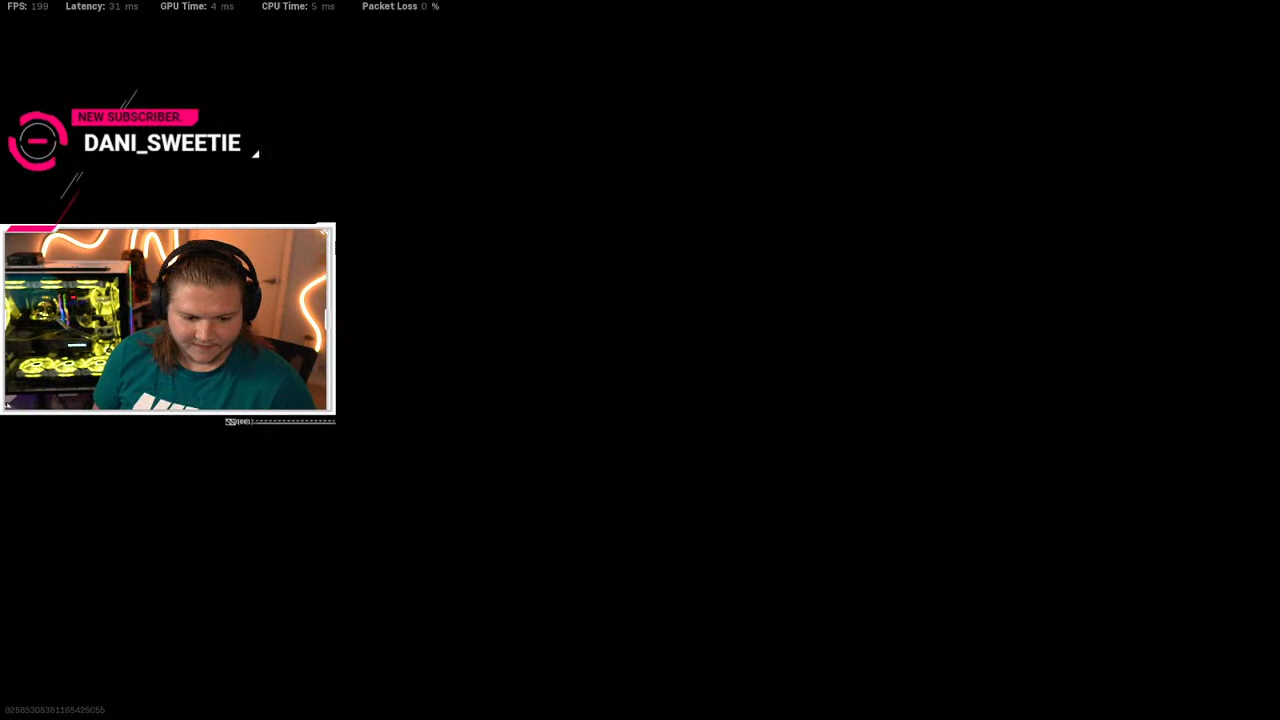 FPS: 199 Latency: 31 ms GPU Time: 4 ms CPU Time: 5 ms Packet Loss 0 %
NEW SUBSCRIBER
DANI_SWEETIE